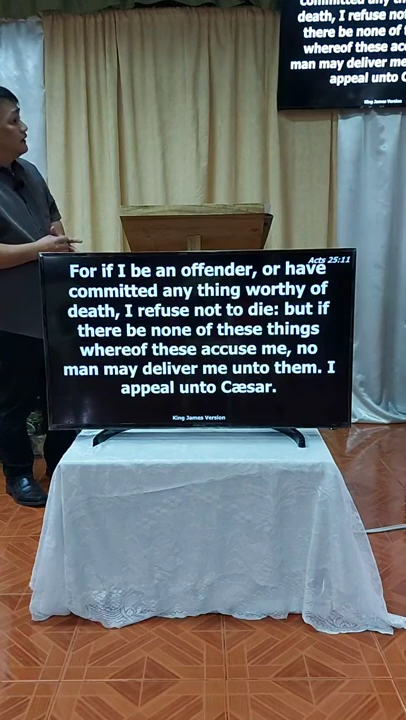 committed any thing
death, I refuse not
there be none of
whereof these acc
man may deliver me
appeal unto C
King James Version
Acts 25:11
For if I be an offender, or have
committed any thing worthy of
death, I refuse not to die: but if
there be none of these things
whereof these accuse me, no
man may deliver me unto them. I
appeal unto Cæsar.
King James Version